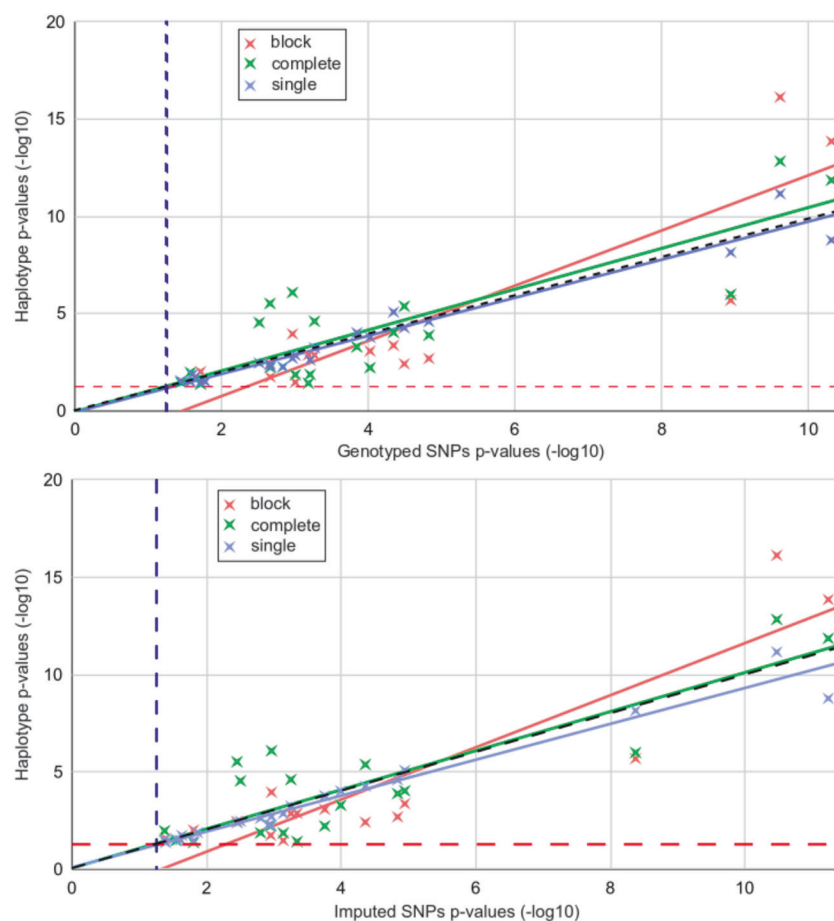 20
block
complete
single
15
10
5
0
Haplotype p-values (-log10)
0 2 4 6 8 10
Genotyped SNPs p-values (-log10)
20
block
complete
single
15
10
5
0
Haplotype p-values (-log10)
0 2 4 6 8 10
Imputed SNPs p-values (-log10)